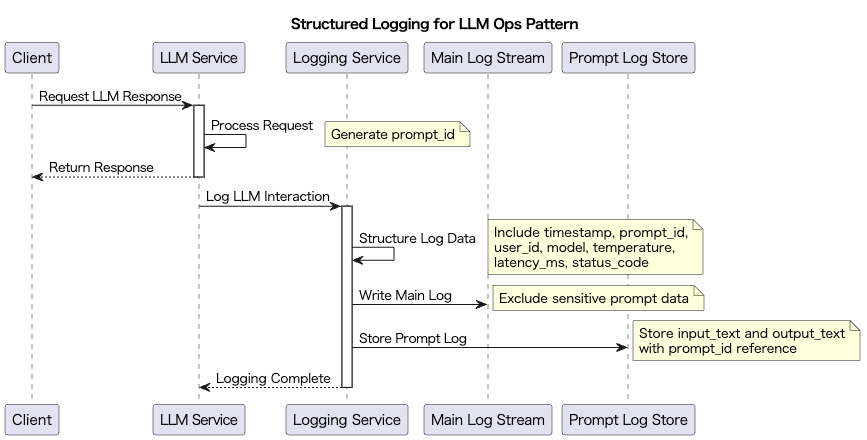 Structured Logging for LLM Ops Pattern
Client
LLM Service
Logging Service
Main Log Stream
Prompt Log Store
Request LLM Response
Process Request
Generate prompt_id
Return Response
Log LLM Interaction
Structure Log Data
Include timestamp, prompt_id,
user_id, model, temperature,
latency_ms, status_code
Write Main Log
Exclude sensitive prompt data
Store Prompt Log
Store input_text and output_text
with prompt_id reference
Logging Complete
Client
LLM Service
Logging Service
Main Log Stream
Prompt Log Store